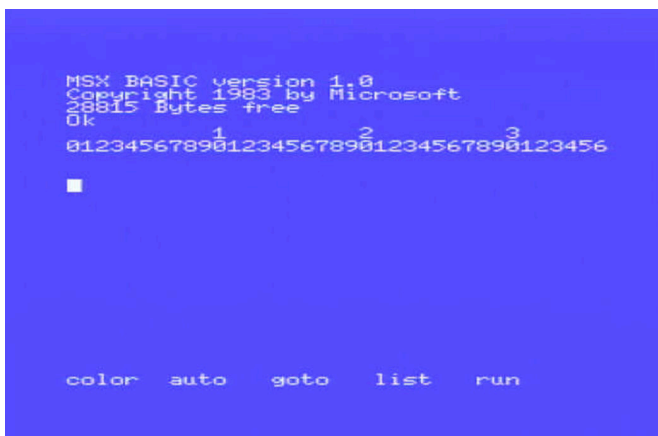 MSX BASIC version 1.0
Copyright 1983 by Microsoft
28815 Bytes free
Ok
          1         2         3
0123456789012345678901234567890123456
color auto goto list run